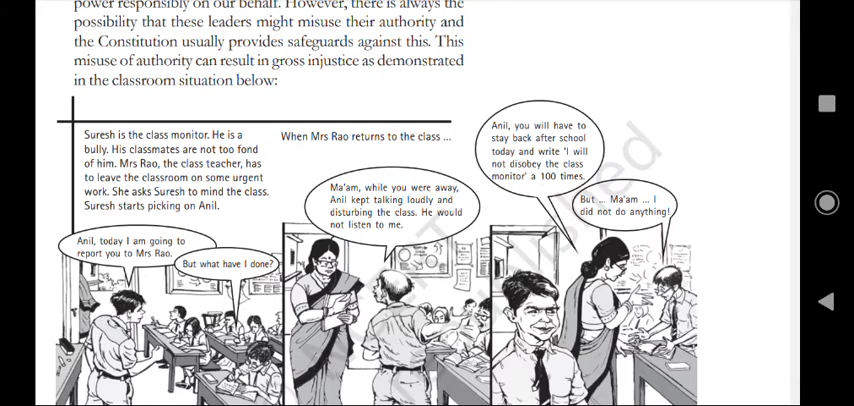 power responsibly on our behalf. However, there is always the
possibility that these leaders might misuse their authority and
the Constitution usually provides safeguards against this. This
misuse of authority can result in gross injustice as demonstrated
in the classroom situation below:
Suresh is the class monitor. He is a
bully. His classmates are not too fond
of him. Mrs Rao, the class teacher, has
to leave the classroom on some urgent
work. She asks Suresh to mind the class.
Suresh starts picking on Anil.
Anil, today I am going to
report you to Mrs Rao.
But what have I done?
When Mrs Rao returns to the class ...
Ma'am, while you were away,
Anil kept talking loudly and
disturbing the class. He would
not listen to me.
Anil, you will have to
stay back after school
today and write 'I will
not disobey the class
monitor' a 100 times.
But ... Ma'am ... I
did not do anything!